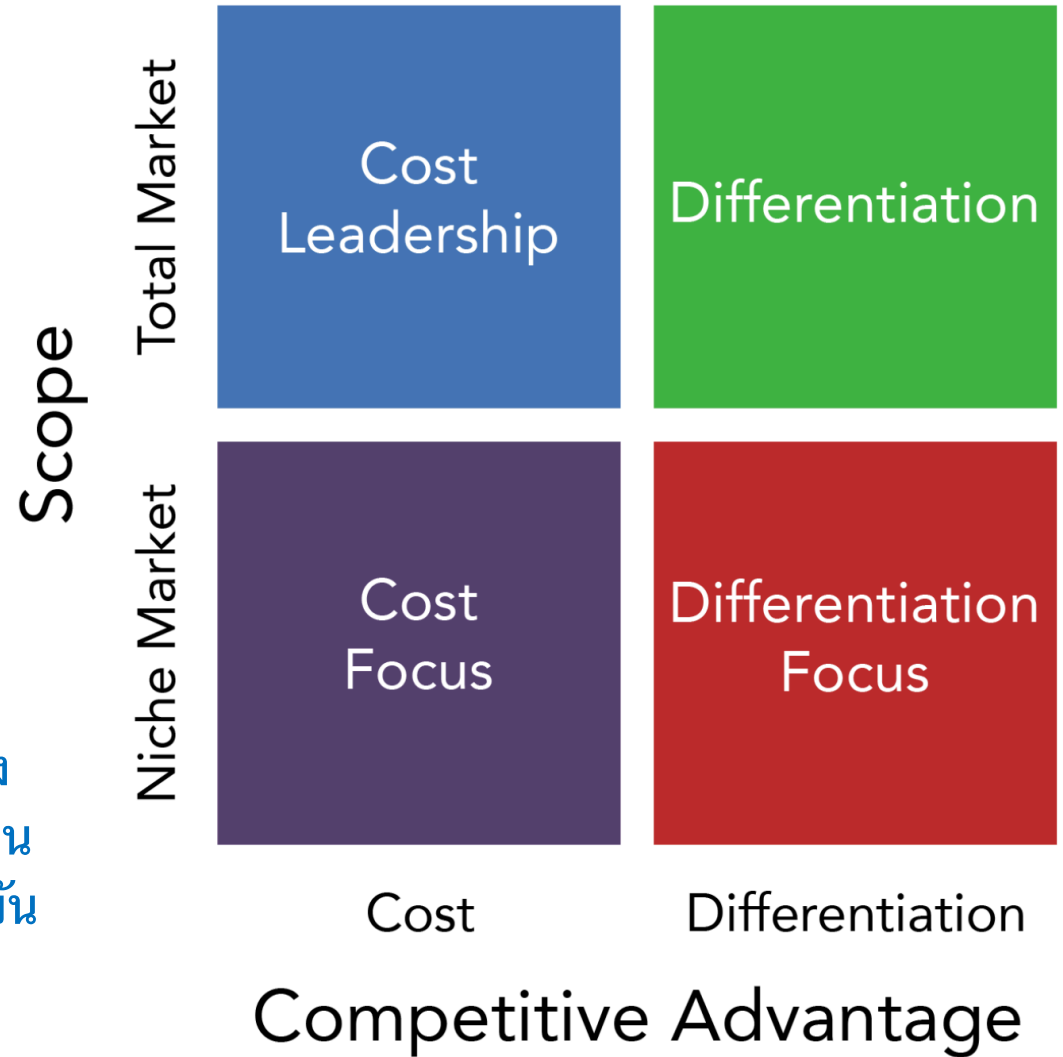 Scope
Total Market
Cost
Leadership
Differentiation
Niche Market
Cost
Focus
Differentiation
Focus
Cost
Differentiation
Competitive Advantage